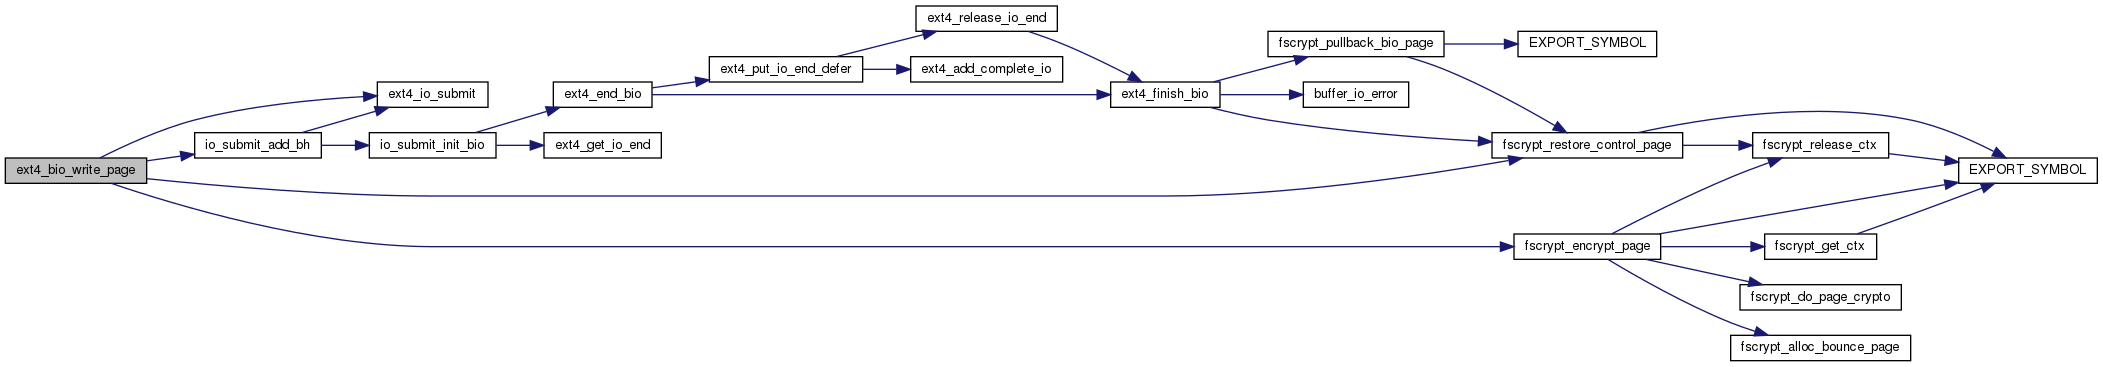 ext4_release_io_end
fscrypt_pullback_bio_page
EXPORT_SYMBOL
ext4_put_io_end_defer
ext4_add_complete_io
ext4_io_submit
ext4_end_bio
ext4_finish_bio
buffer_io_error
io_submit_add_bh
io_submit_init_bio
ext4_get_io_end
fscrypt_restore_control_page
fscrypt_release_ctx
ext4_bio_write_page
EXPORT_SYMBOL
fscrypt_encrypt_page
fscrypt_get_ctx
fscrypt_do_page_crypto
fscrypt_alloc_bounce_page